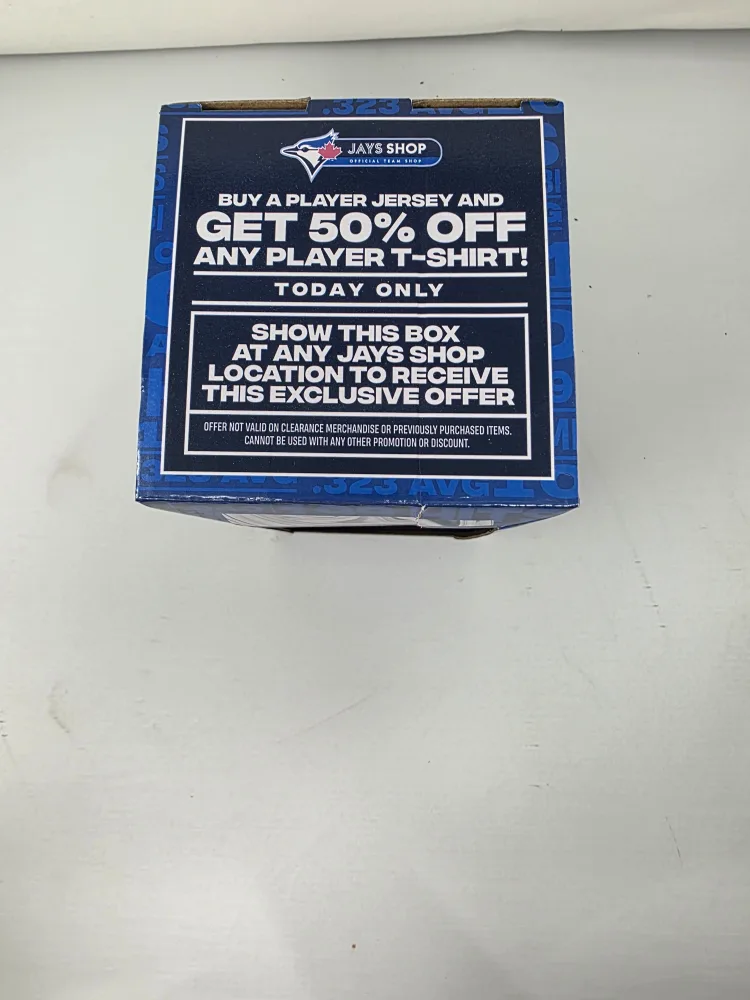 .323 AVG
JAYS SHOP
OFFICIAL TEAM SHOP
BUY A PLAYER JERSEY AND
GET 50% OFF
ANY PLAYER T-SHIRT!
TODAY ONLY
SHOW THIS BOX
AT ANY JAYS SHOP
LOCATION TO RECEIVE
THIS EXCLUSIVE OFFER
OFFER NOT VALID ON CLEARANCE MERCHANDISE OR PREVIOUSLY PURCHASED ITEMS.
CANNOT BE USED WITH ANY OTHER PROMOTION OR DISCOUNT.
.323 AVG